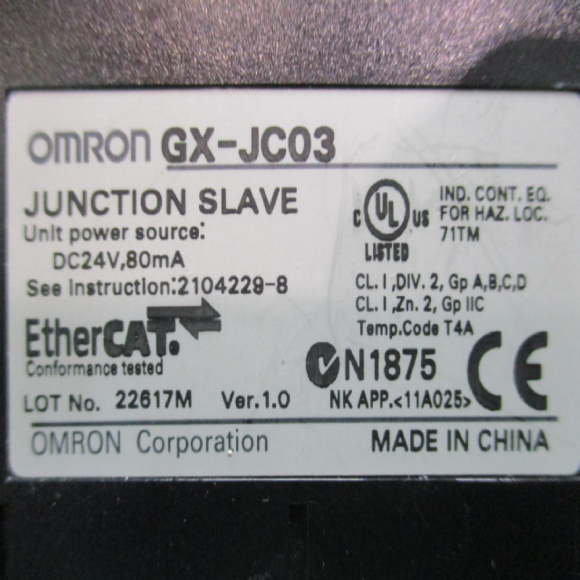 OMRON GX-JC03
JUNCTION SLAVE
Unit power source:
DC24V,80mA
See Instruction:2104229-8
EtherCAT.
Conformance tested
LOT No. 22617M Ver.1.0
C UL US
LISTED
IND. CONT. EQ.
FOR HAZ. LOC.
71TM
CL.I,DIV. 2, Gp A,B,C,D
CL.I,Zn. 2, Gp IIC
Temp.Code T4A
N1875
NK APP.<11A025>
CE
OMRON Corporation
MADE IN CHINA